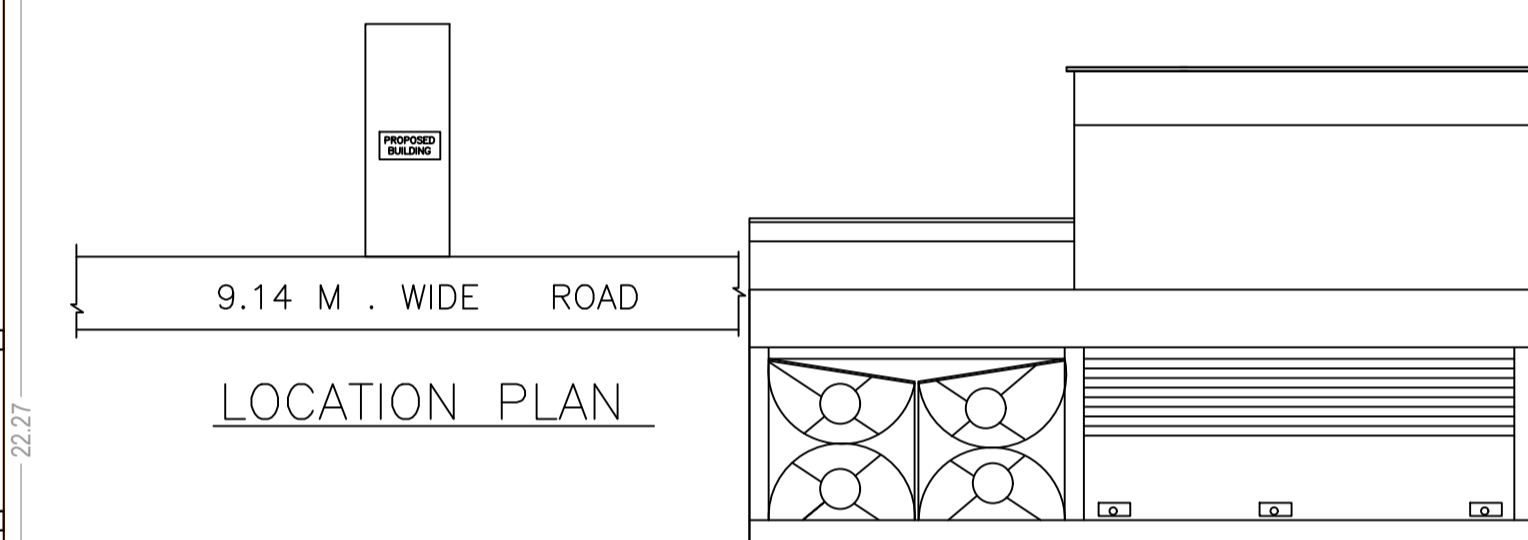 PROPOSED
BUILDING
9.14 M . WIDE ROAD
LOCATION PLAN
22.27